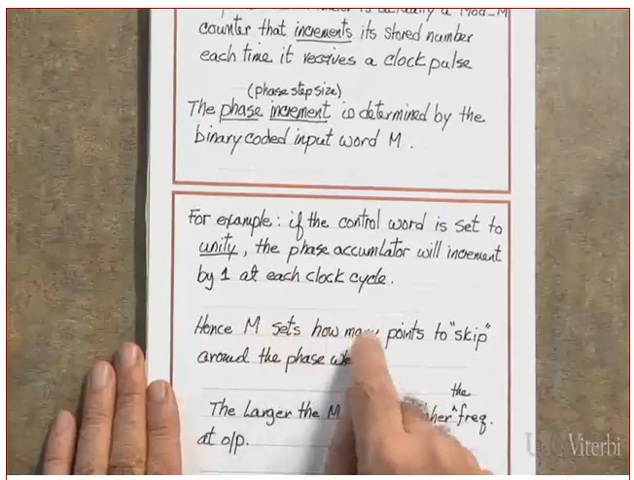 counter that increments its stored number
each time it receives a clock pulse
(phase step size)
The phase increment is determined by the
binary coded input word M .
For example : if the control word is set to
unity, the phase accumlator will increment
by 1 at each clock cycle.
Hence M sets how many points to "skip"
around the phase
The Larger the M
the
freq.
at o/p.
Viterbi